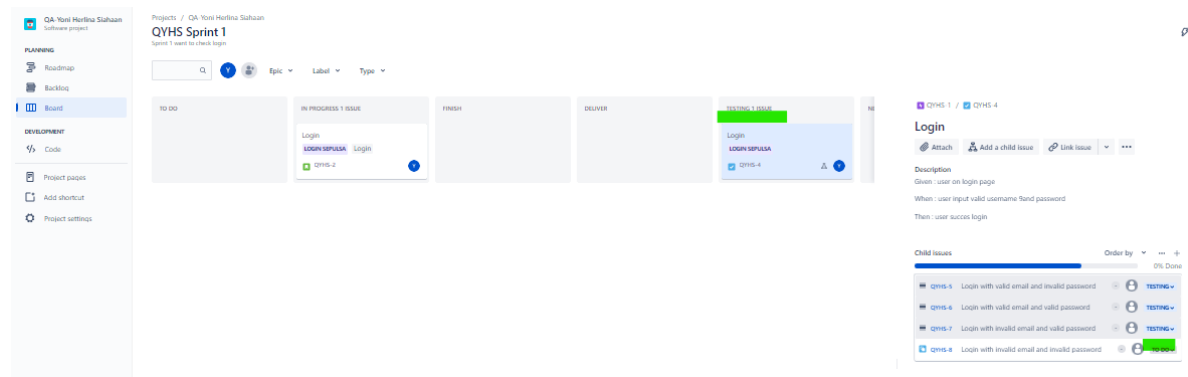 QA-Yoni Herlina Siahaan
Software project
PLANNING
Roadmap
Backlog
Board
DEVELOPMENT
Code
Project pages
Add shortcut
Project settings
Projects / QA-Yoni Herlina Siahaan
QYHS Sprint 1
Sprint 1 want to check login
Y
Epic
Label
Type
TO DO
IN PROGRESS 1 ISSUE
FINISH
DELIVER
TESTING 1 ISSUE
NE
Login
LOGIN SEPULSA Login
QYHS-2
Y
Login
LOGIN SEPULSA
QYHS-4
Y
QYHS-1 / QYHS-4
Login
Attach
Add a child issue
Link issue
Description
Given : user on login page
When : user input valid username 9and password
Then : user succes login
Child issues
Order by
0% Done
QYHS-5 Login with valid email and invalid password TESTING
QYHS-6 Login with valid email and valid password TESTING
QYHS-7 Login with invalid email and valid password TESTING
QYHS-8 Login with invalid email and invalid password TO DO